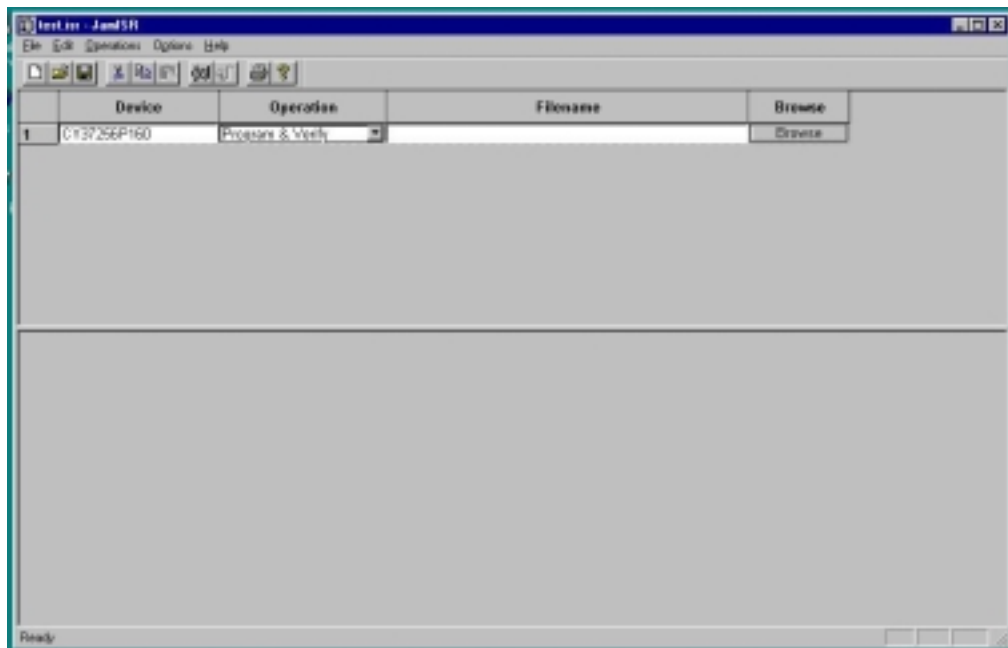 test.isr - JamISR
File Edit Operations Options Help
Device Operation Filename Browse
1 CY37256P160 Program & Verify Browse
Ready